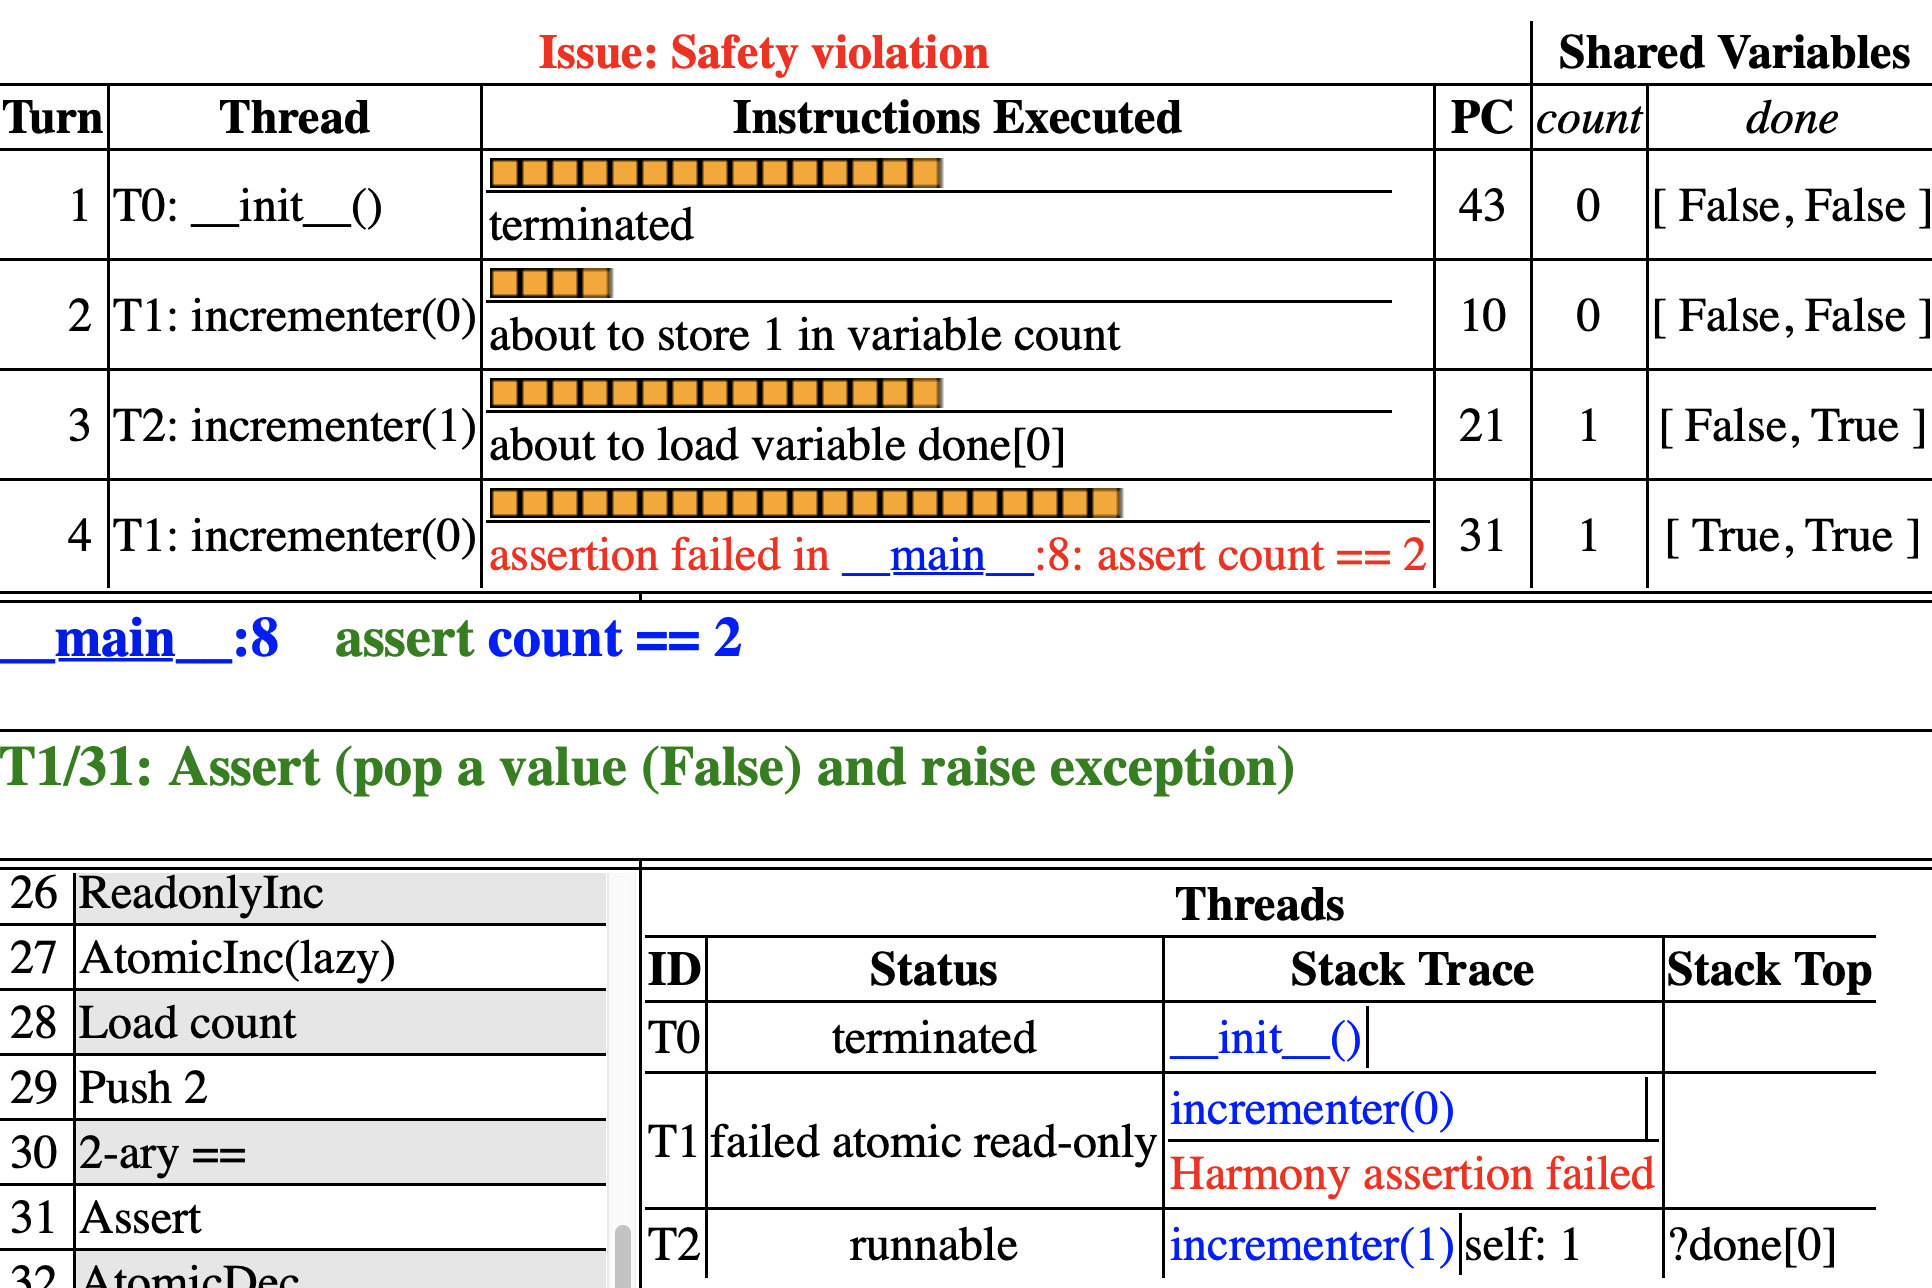 Issue: Safety violation Shared Variables
Turn Thread Instructions Executed PC count done
1 T0: __init__() terminated 43 0 [ False, False ]
2 T1: incrementer(0) about to store 1 in variable count 10 0 [ False, False ]
3 T2: incrementer(1) about to load variable done[0] 21 1 [ False, True ]
4 T1: incrementer(0) assertion failed in __main__:8: assert count == 2 31 1 [ True, True ]
__main__:8 assert count == 2
T1/31: Assert (pop a value (False) and raise exception)
26 ReadonlyInc
27 AtomicInc(lazy)
28 Load count
29 Push 2
30 2-ary ==
31 Assert
32 AtomicDec
Threads
ID Status Stack Trace Stack Top
T0 terminated __init__()
T1 failed atomic read-only incrementer(0)
Harmony assertion failed
T2 runnable incrementer(1) self: 1 ?done[0]